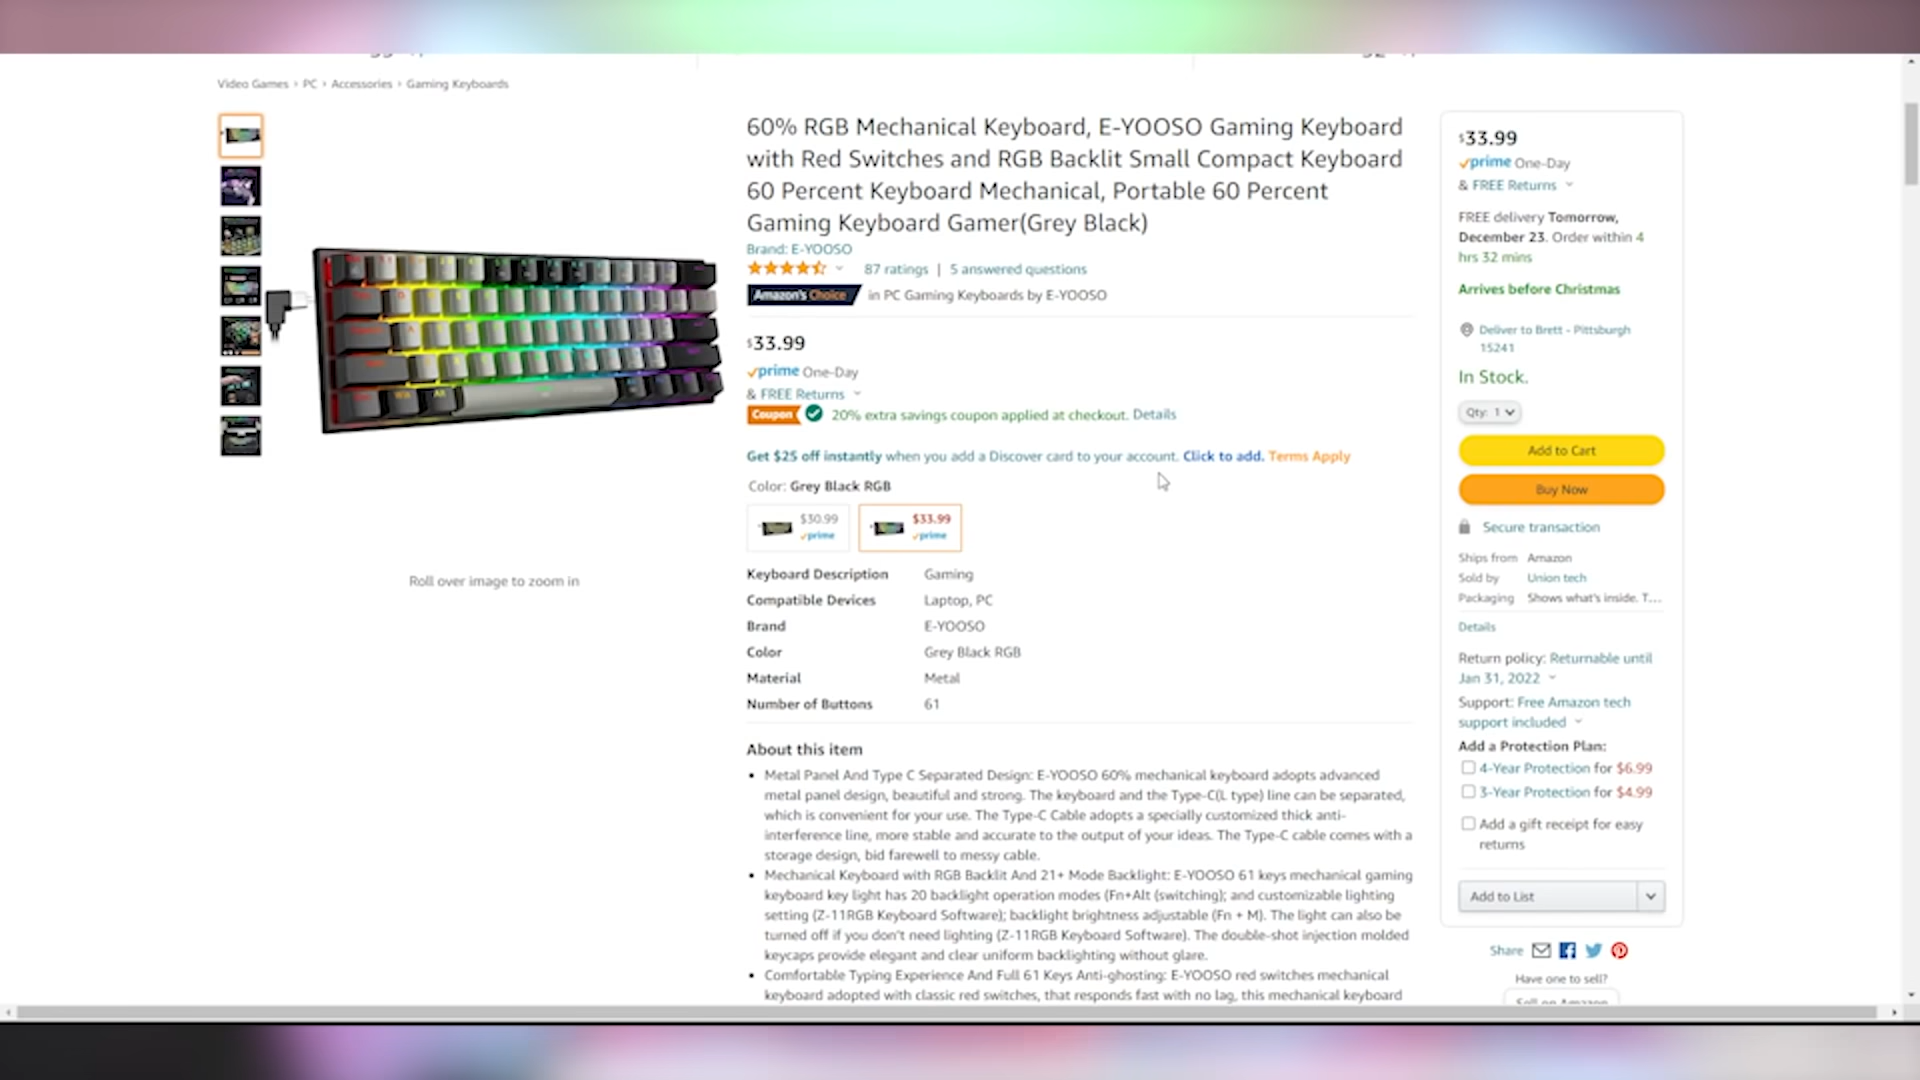 Video Games › PC › Accessories › Gaming Keyboards
60% RGB Mechanical Keyboard, E-YOOSO Gaming Keyboard
with Red Switches and RGB Backlit Small Compact Keyboard
60 Percent Keyboard Mechanical, Portable 60 Percent
Gaming Keyboard Gamer(Grey Black)
Brand: E-YOOSO
87 ratings | 5 answered questions
Amazon's Choice in PC Gaming Keyboards by E-YOOSO
$33.99
prime One-Day
& FREE Returns
Coupon 20% extra savings coupon applied at checkout. Details
Get $25 off instantly when you add a Discover card to your account. Click to add. Terms Apply
Color: Grey Black RGB
$30.99 $33.99
prime prime
Roll over image to zoom in
Keyboard Description Gaming
Compatible Devices Laptop, PC
Brand E-YOOSO
Color Grey Black RGB
Material Metal
Number of Buttons 61
About this item
• Metal Panel And Type C Separated Design: E-YOOSO 60% mechanical keyboard adopts advanced
metal panel design, beautiful and strong. The keyboard and the Type-C(L type) line can be separated,
which is convenient for your use. The Type-C Cable adopts a specially customized thick anti-
interference line, more stable and accurate to the output of your ideas. The Type-C cable comes with a
storage design, bid farewell to messy cable.
• Mechanical Keyboard with RGB Backlit And 21+ Mode Backlight: E-YOOSO 61 keys mechanical gaming
keyboard key light has 20 backlight operation modes (Fn+Alt (switching); and customizable lighting
setting (Z-11RGB Keyboard Software); backlight brightness adjustable (Fn + M). The light can also be
turned off if you don't need lighting (Z-11RGB Keyboard Software). The double-shot injection molded
keycaps provide elegant and clear uniform backlighting without glare.
• Comfortable Typing Experience And Full 61 Keys Anti-ghosting: E-YOOSO red switches mechanical
keyboard adopted with classic red switches, that responds fast with no lag, this mechanical keyboard
$33.99
prime One-Day
& FREE Returns
FREE delivery Tomorrow,
December 23. Order within 4
hrs 32 mins
Arrives before Christmas
Deliver to Brett - Pittsburgh
15241
In Stock.
Qty: 1
Add to Cart
Buy Now
Secure transaction
Ships from Amazon
Sold by Union tech
Packaging Shows what's inside. T...
Details
Return policy: Returnable until
Jan 31, 2022
Support: Free Amazon tech
support included
Add a Protection Plan:
4-Year Protection for $6.99
3-Year Protection for $4.99
Add a gift receipt for easy
returns
Add to List
Share
Have one to sell?
Sell on Amazon